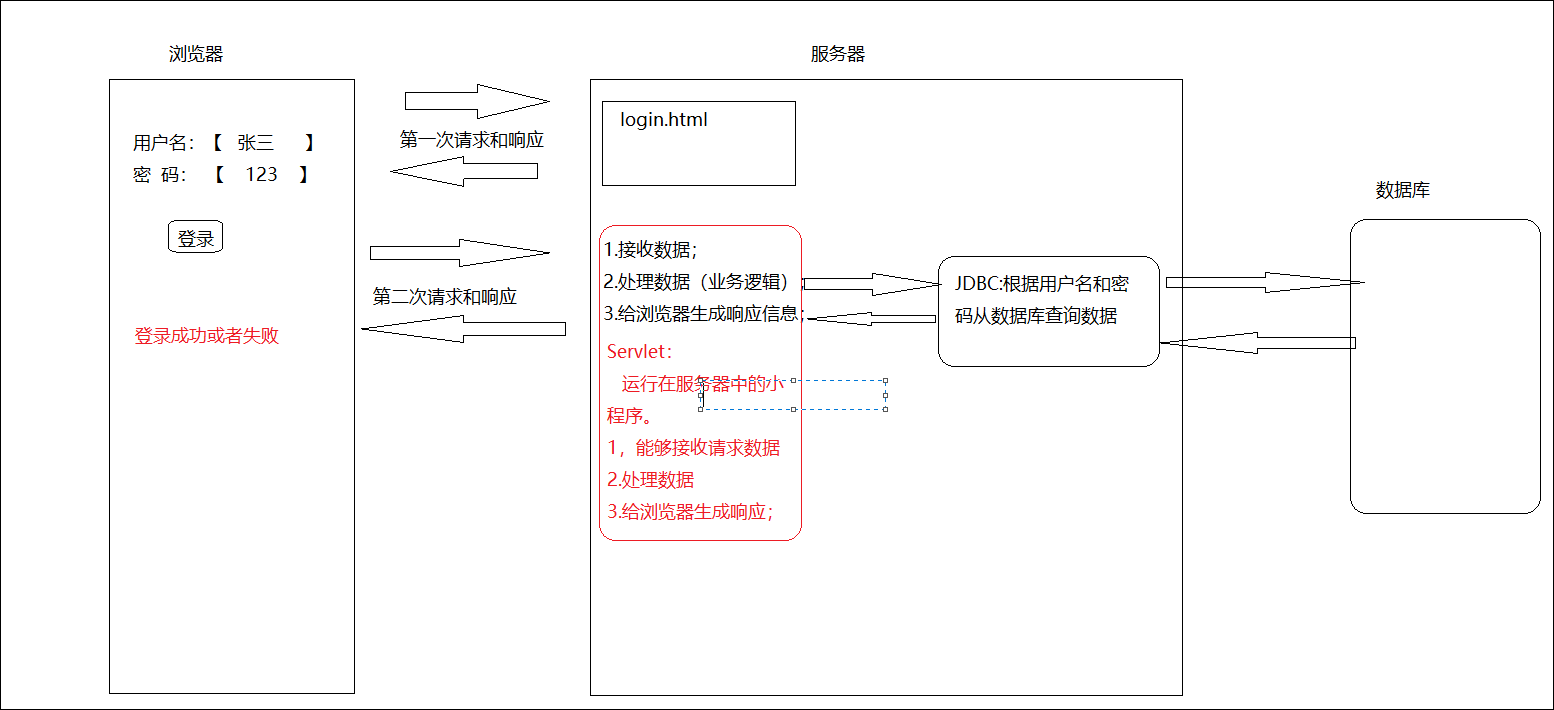 浏览器
用户名：【 张三 】
密 码： 【 123 】
登录
登录成功或者失败
第一次请求和响应
第二次请求和响应
服务器
login.html
1.接收数据；
2.处理数据（业务逻辑）；
3.给浏览器生成响应信息；
Servlet：
运行在服务器中的小
程序。
1，能够接收请求数据
2.处理数据
3.给浏览器生成响应；
JDBC:根据用户名和密
码从数据库查询数据
数据库